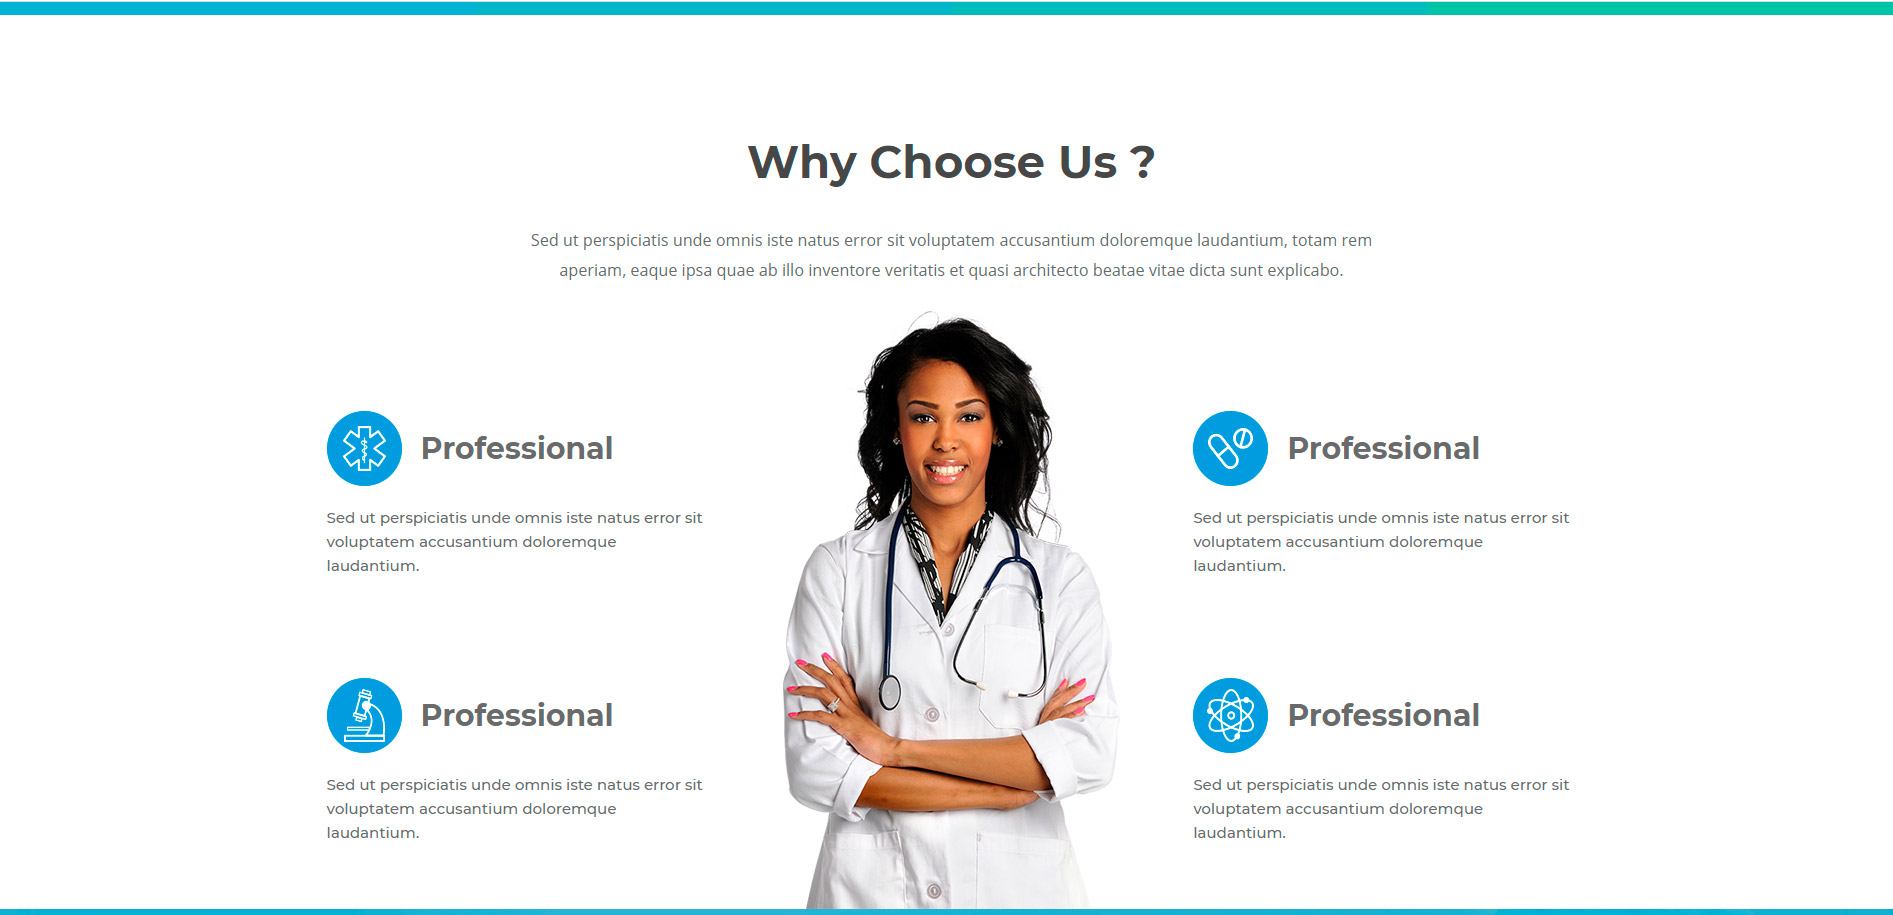 Why Choose Us ?
Sed ut perspiciatis unde omnis iste natus error sit voluptatem accusantium doloremque laudantium, totam rem
aperiam, eaque ipsa quae ab illo inventore veritatis et quasi architecto beatae vitae dicta sunt explicabo.
Professional
Sed ut perspiciatis unde omnis iste natus error sit
voluptatem accusantium doloremque
laudantium.
Professional
Sed ut perspiciatis unde omnis iste natus error sit
voluptatem accusantium doloremque
laudantium.
Professional
Sed ut perspiciatis unde omnis iste natus error sit
voluptatem accusantium doloremque
laudantium.
Professional
Sed ut perspiciatis unde omnis iste natus error sit
voluptatem accusantium doloremque
laudantium.